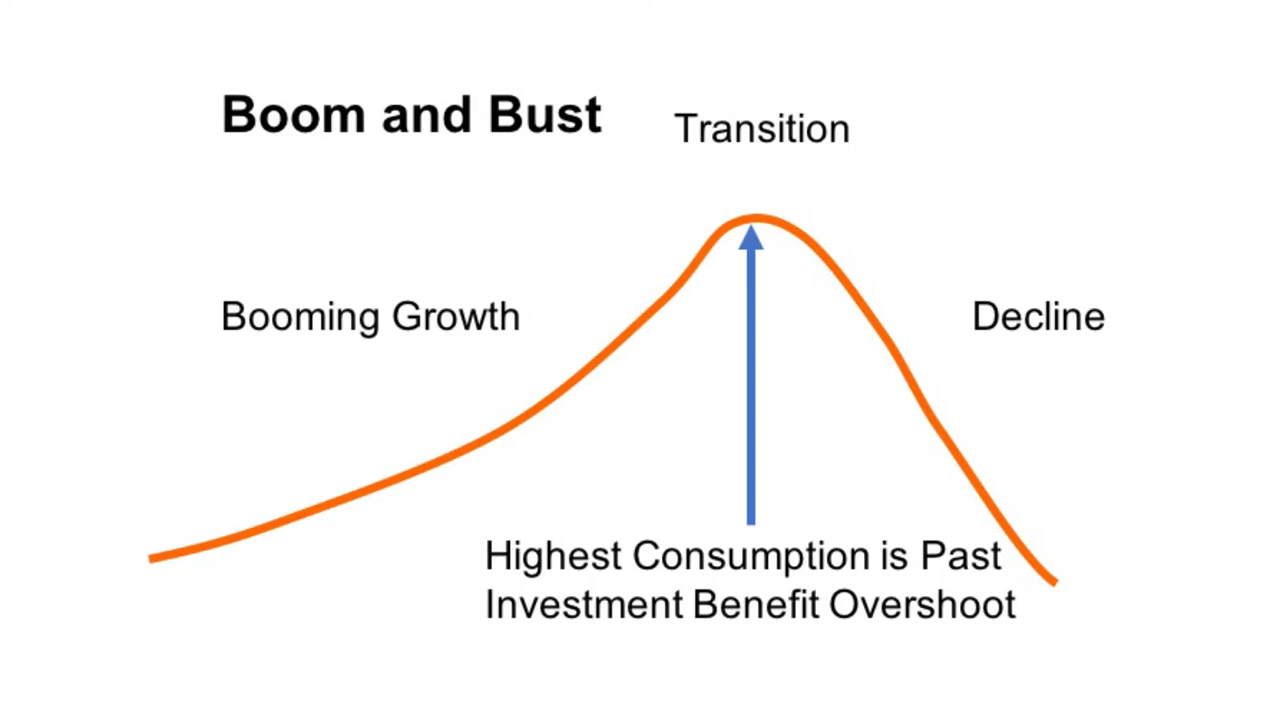 Boom and Bust
Transition
Booming Growth
Decline
Highest Consumption is Past
Investment Benefit Overshoot